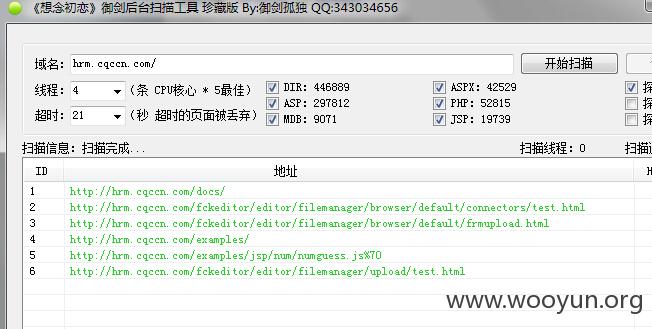 《想念初恋》御剑后台扫描工具 珍藏版 By:御剑孤独 QQ:343034656
域名: hrm.cqccn.com/ 开始扫描
线程: 4 (条 CPU核心 * 5最佳) DIR: 446889 ASPX: 42529
ASP: 297812 PHP: 52815
超时: 21 (秒 超时的页面被丢弃) MDB: 9071 JSP: 19739
扫描信息: 扫描完成... 扫描线程: 0
ID 地址
1 http://hrm.cqccn.com/docs/
2 http://hrm.cqccn.com/fckeditor/editor/filemanager/browser/default/connectors/test.html
3 http://hrm.cqccn.com/fckeditor/editor/filemanager/browser/default/frmupload.html
4 http://hrm.cqccn.com/examples/
5 http://hrm.cqccn.com/examples/jsp/num/numguess.js%70
6 http://hrm.cqccn.com/fckeditor/editor/filemanager/upload/test.html
www.wooyun.org